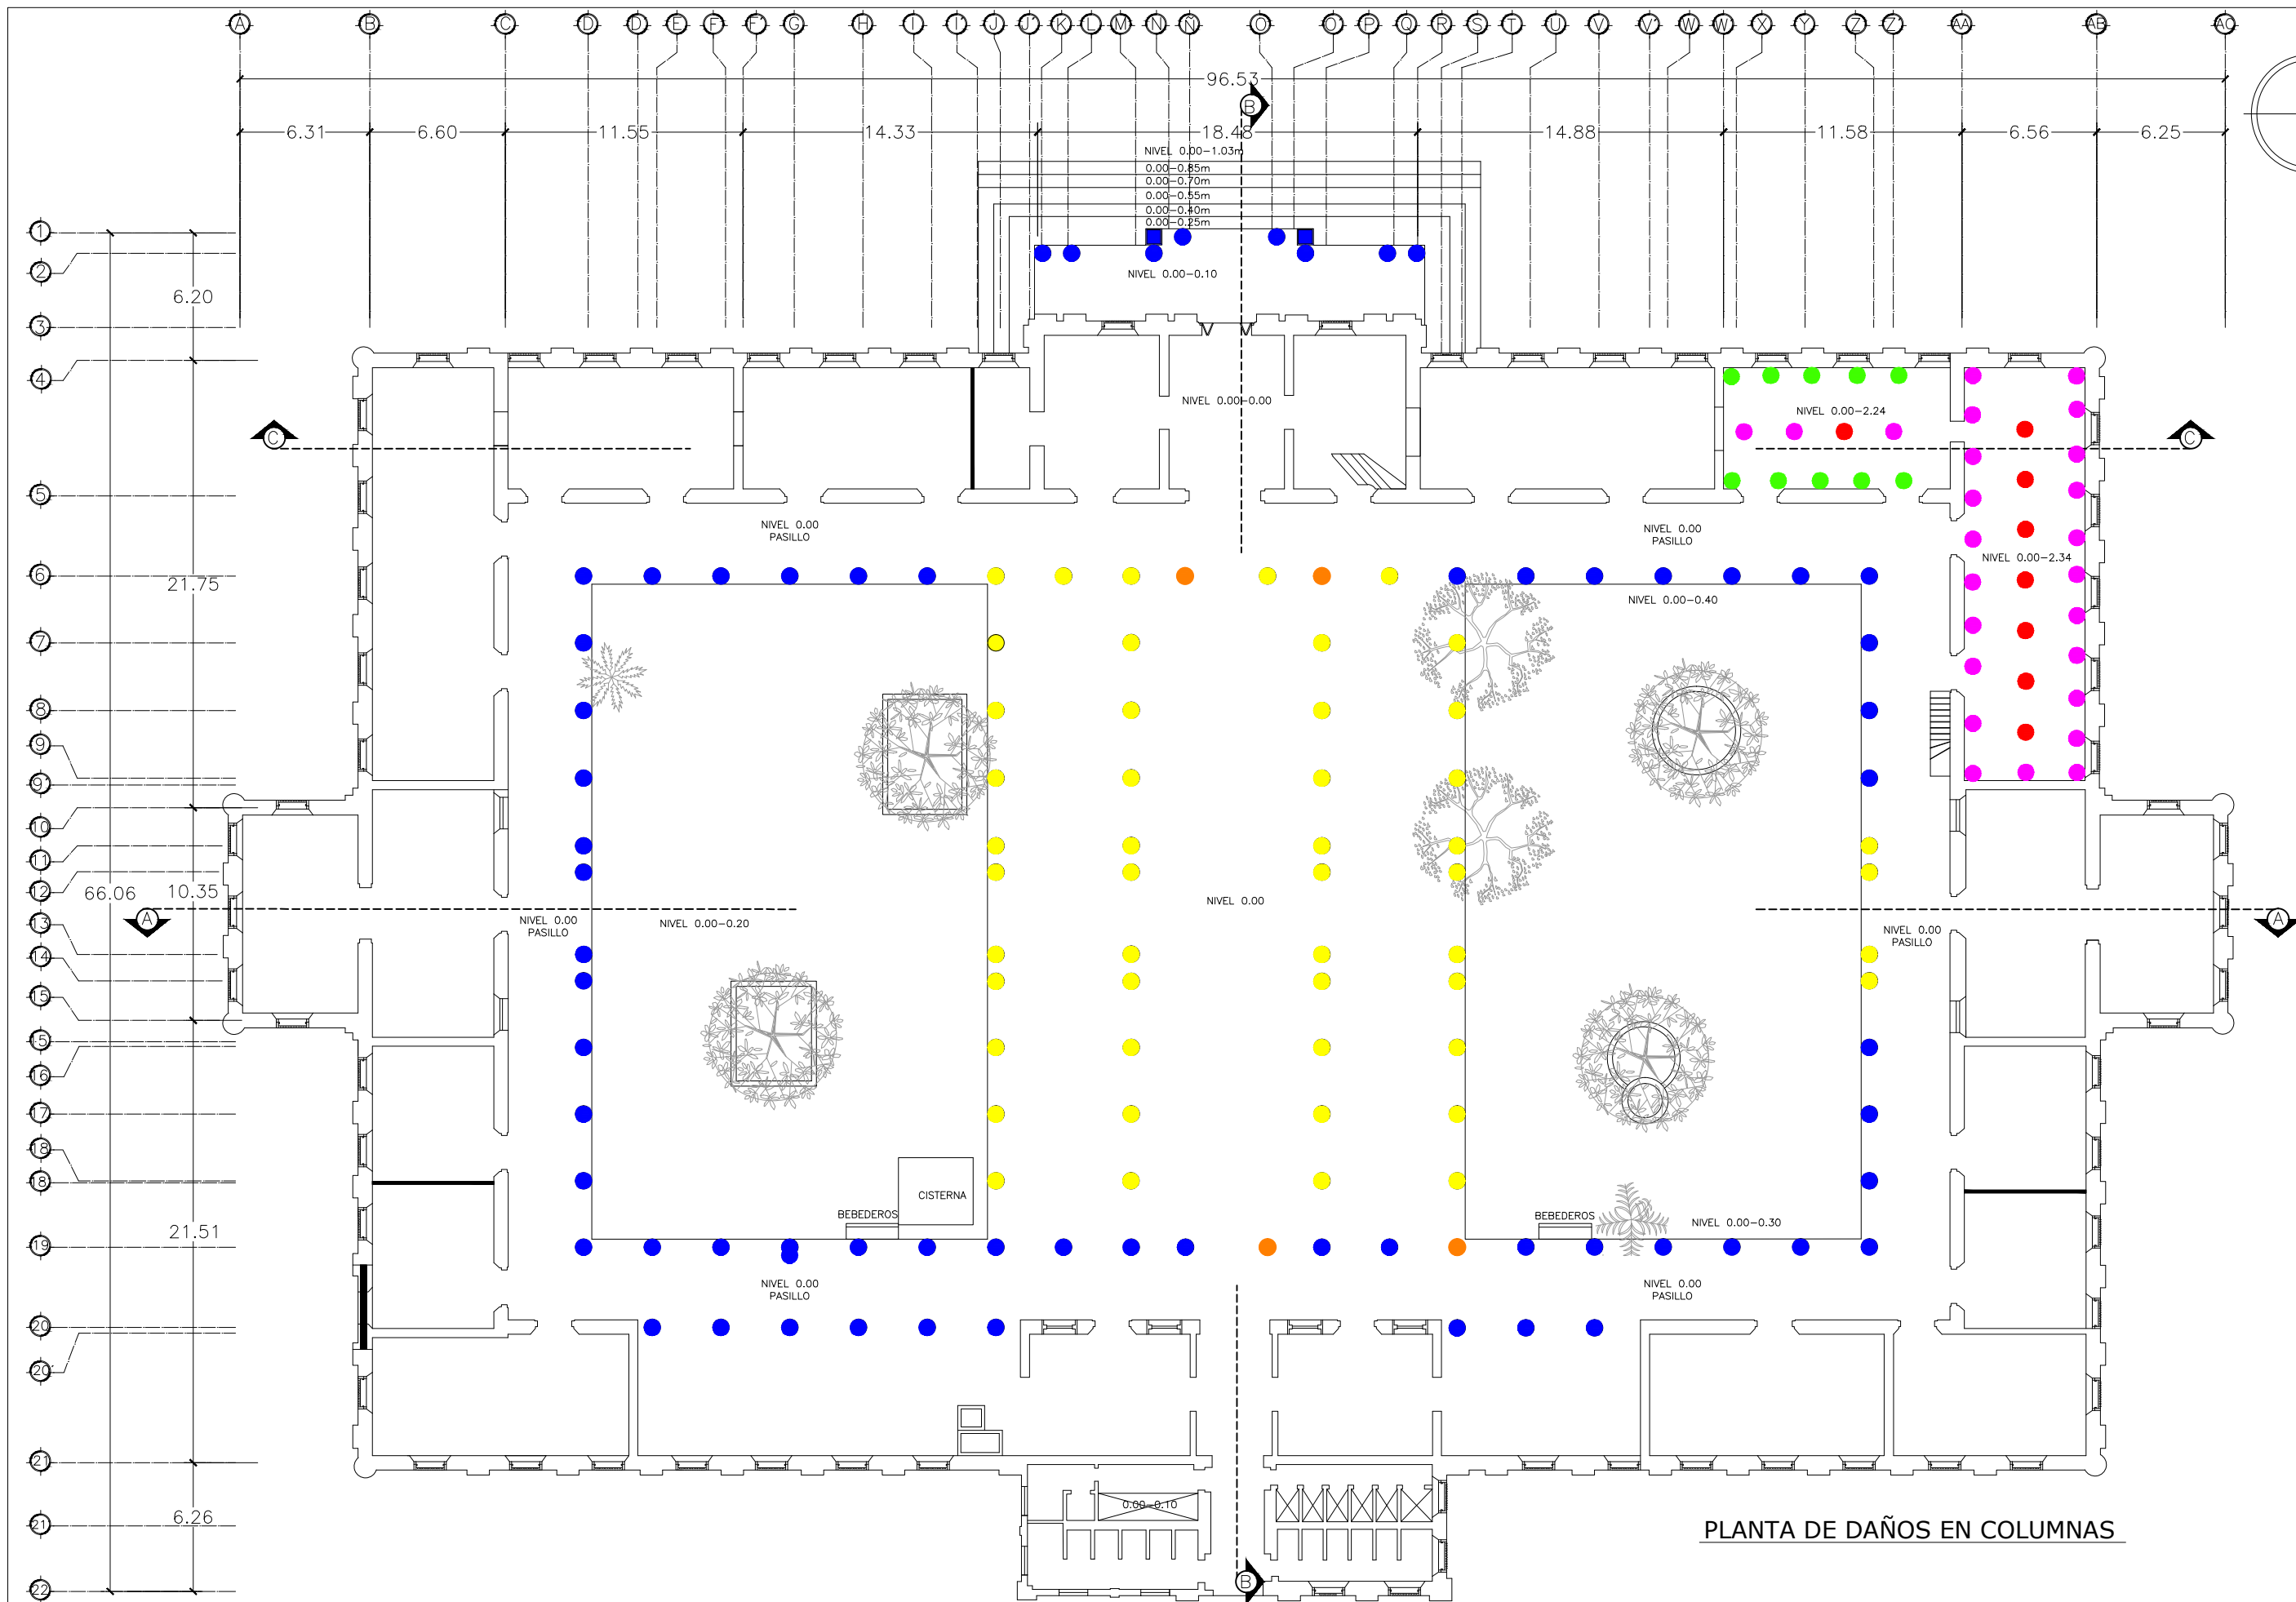 A B C D D' E F' F' G H I I' J J' K L M N Ñ O O' P Q R S T U V V' W W' X Y Z Z' AA AB AC
96.53
B
6.31 6.60 11.55 14.33 18.48 14.88 11.58 6.56 6.25
NIVEL 0.00-1.03m
0.00-0.85m
0.00-0.70m
0.00-0.55m
0.00-0.40m
0.00-0.25m
1
2
NIVEL 0.00-0.10
6.20
3
4
NIVEL 0.00-0.00
NIVEL 0.00-2.24
C C
5
NIVEL 0.00
PASILLO
NIVEL 0.00
PASILLO
NIVEL 0.00-2.34
6
21.75
NIVEL 0.00-0.40
7
8
9
9'
10
11
12
66.06 10.35
NIVEL 0.00
A
13
NIVEL 0.00
PASILLO
NIVEL 0.00-0.20
NIVEL 0.00
PASILLO
A
14
15
15
16
17
18
18
CISTERNA
BEBEDEROS
BEBEDEROS
NIVEL 0.00-0.30
21.51
19
NIVEL 0.00
PASILLO
NIVEL 0.00
PASILLO
20
20'
21
0.00-0.10
6.26
21
PLANTA DE DAÑOS EN COLUMNAS
B
22